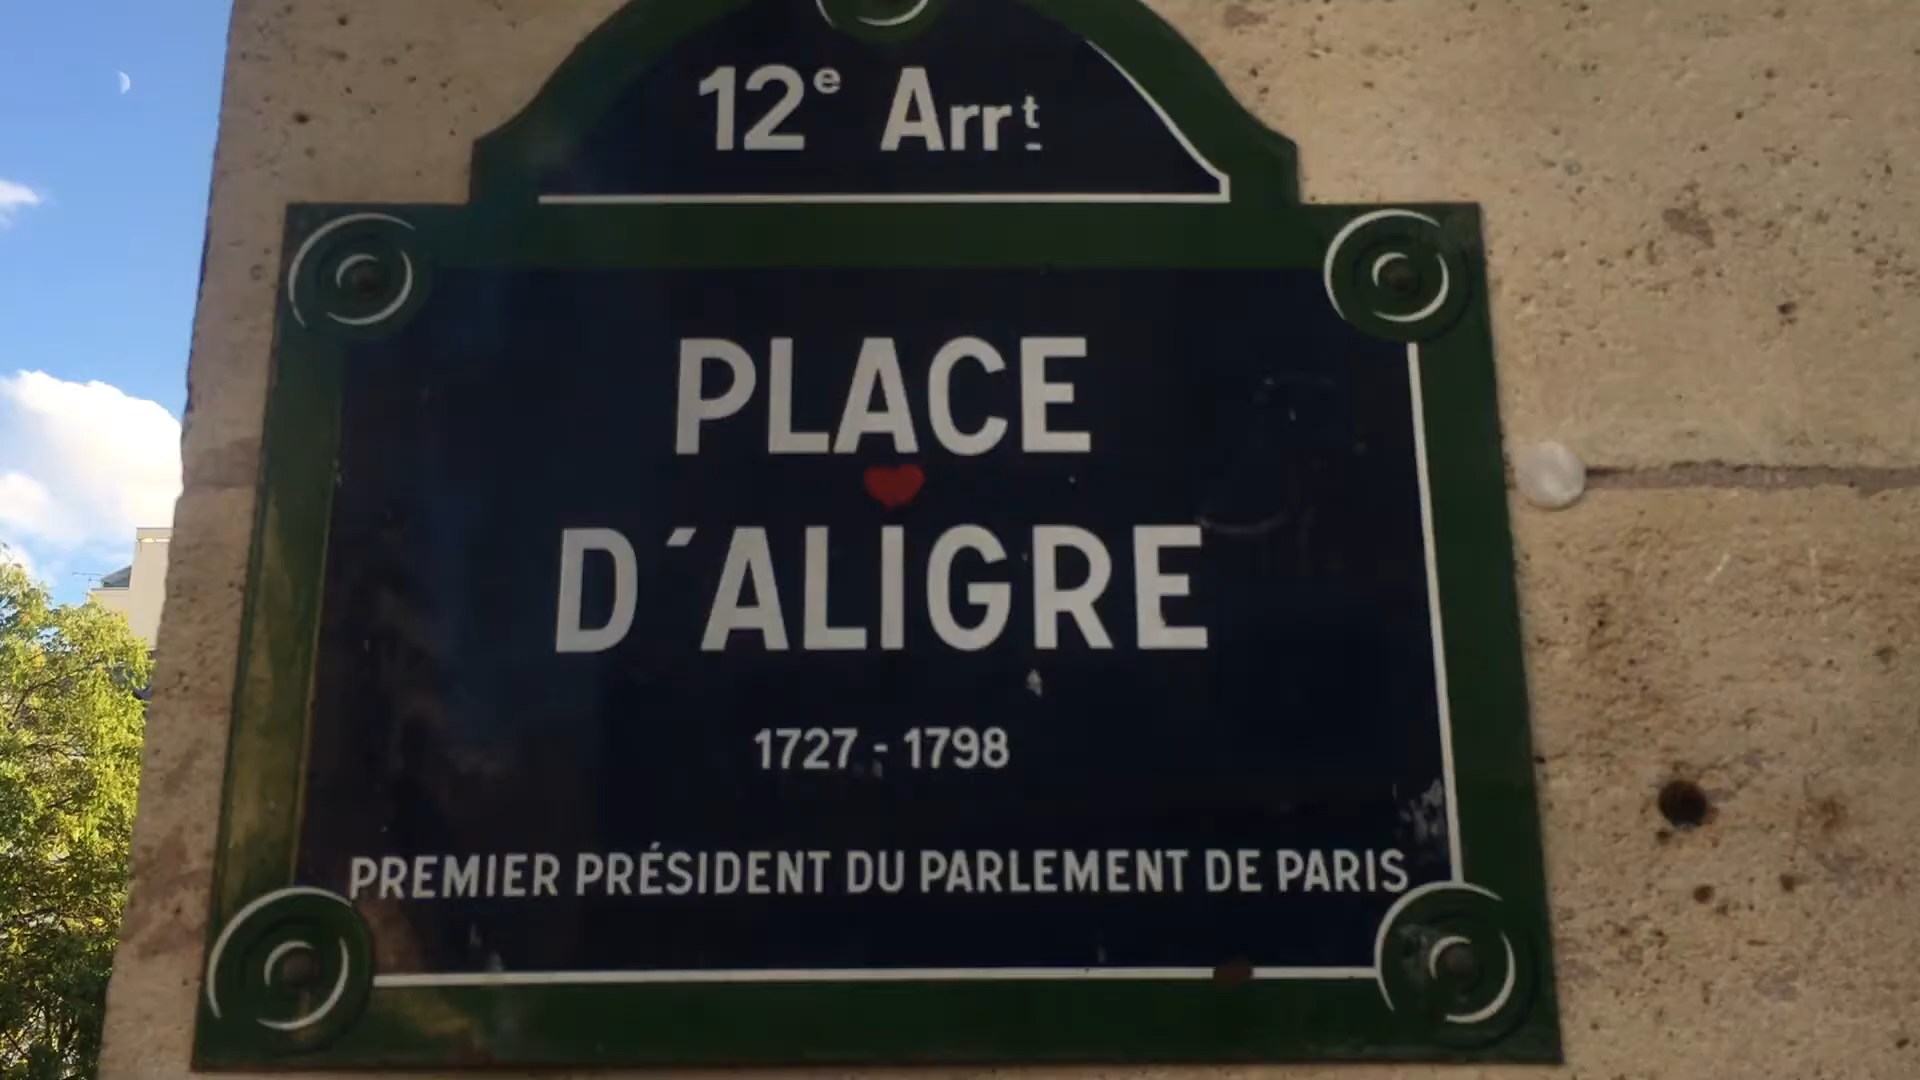 12e Arrt
PLACE
D'ALIGRE
1727 - 1798
PREMIER PRÉSIDENT DU PARLEMENT DE PARIS